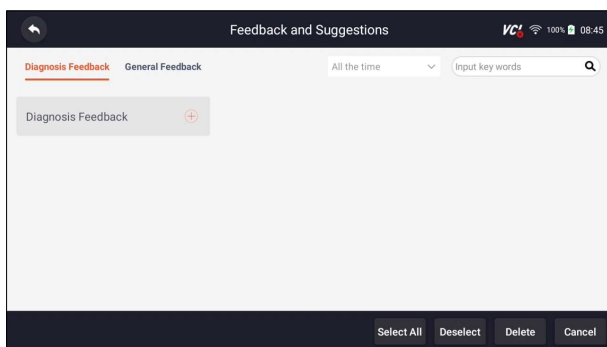 Feedback and Suggestions
VCI 100% 08:45
Diagnosis Feedback General Feedback All the time Input key words
Diagnosis Feedback
Select All Deselect Delete Cancel